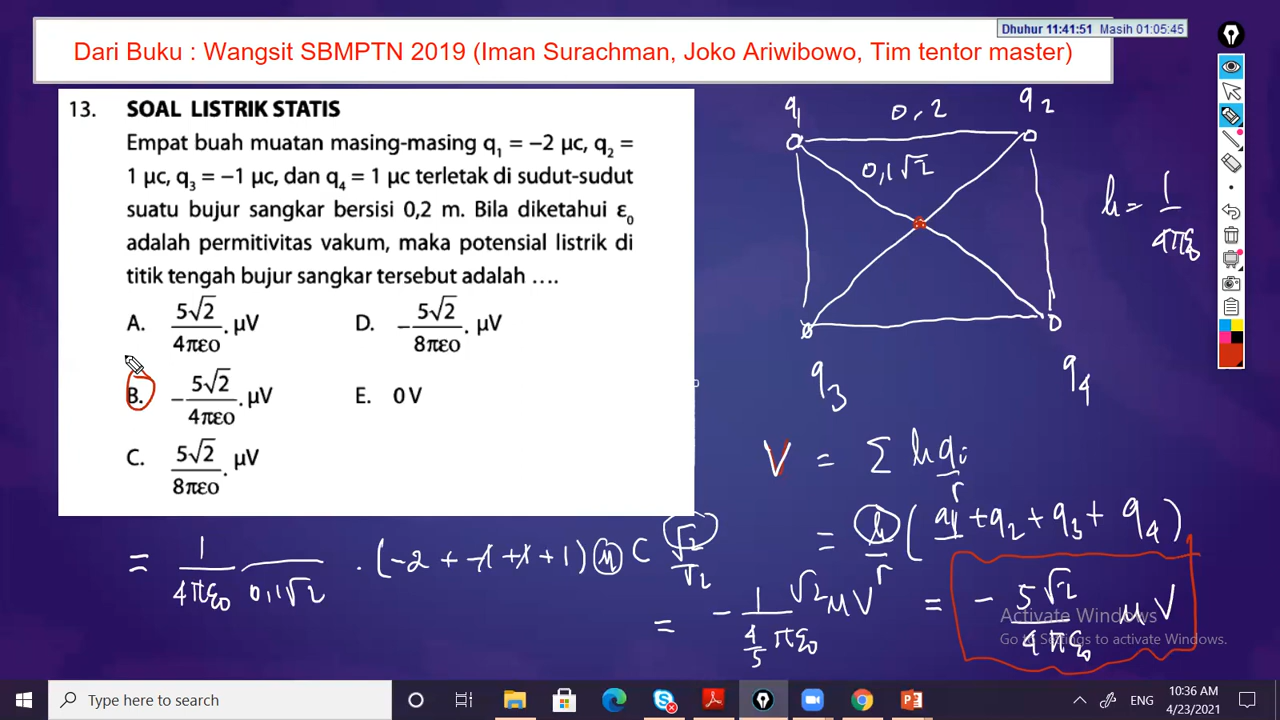 Dhuhur 11:41:51 Masih 01:05:45
Dari Buku : Wangsit SBMPTN 2019 (Iman Surachman, Joko Ariwibowo, Tim tentor master)
13. SOAL LISTRIK STATIS
Empat buah muatan masing-masing q₁ = −2 μc, q₂ =
1 μc, q₃ = −1 μc, dan q₄ = 1 μc terletak di sudut-sudut
suatu bujur sangkar bersisi 0,2 m. Bila diketahui ε₀
adalah permitivitas vakum, maka potensial listrik di
titik tengah bujur sangkar tersebut adalah ....
A. 5√2/4πεo . μV
D. −5√2/8πεo . μV
B. −5√2/4πεo . μV
E. 0 V
C. 5√2/8πεo . μV
q₁ 0,2 q₂
0,1√2
k = 1/4πε₀
q₃ q₄
V = Σ k qi/r
= k/r (q1 + q₂ + q₃ + q₄)
= 1/4πε₀ 0,1√2 . (−2 + −1 + 1 + 1) μ C √2/√2
= − 1/(4/5 πε₀) √2 μV = − 5√2/4πε₀ μV
Activate Windows
Go to Settings to activate Windows.
Type here to search
ENG
10:36 AM
4/23/2021